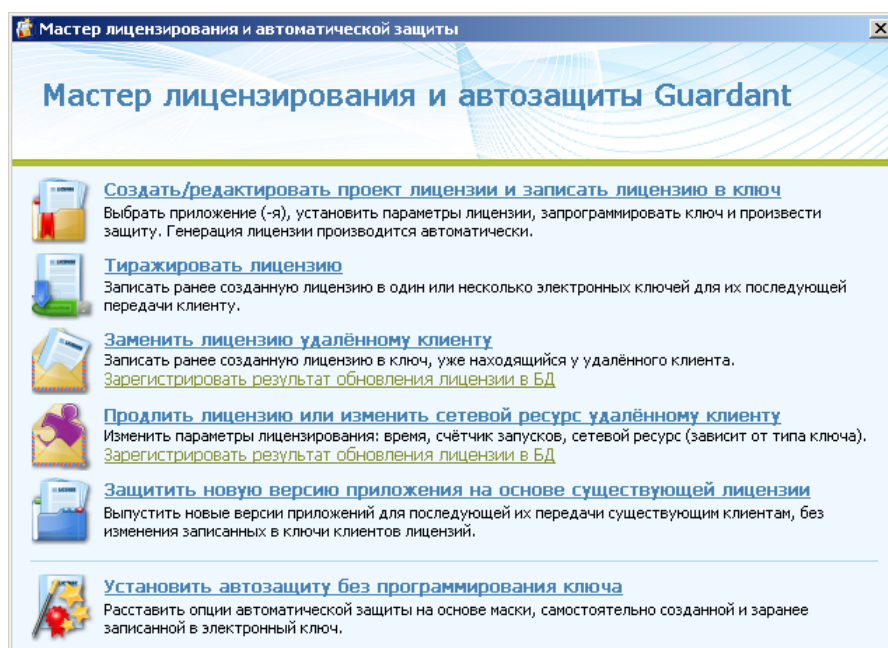 Мастер лицензирования и автоматической защиты
Мастер лицензирования и автозащиты Guardant
Создать/редактировать проект лицензии и записать лицензию в ключ
Выбрать приложение (-я), установить параметры лицензии, запрограммировать ключ и произвести
защиту. Генерация лицензии производится автоматически.
Тиражировать лицензию
Записать ранее созданную лицензию в один или несколько электронных ключей для их последующей
передачи клиенту.
Заменить лицензию удалённому клиенту
Записать ранее созданную лицензию в ключ, уже находящийся у удалённого клиента.
Зарегистрировать результат обновления лицензии в БД
Продлить лицензию или изменить сетевой ресурс удалённому клиенту
Изменить параметры лицензирования: время, счётчик запусков, сетевой ресурс (зависит от типа ключа).
Зарегистрировать результат обновления лицензии в БД
Защитить новую версию приложения на основе существующей лицензии
Выпустить новые версии приложений для последующей их передачи существующим клиентам, без
изменения записанных в ключи клиентов лицензий.
Установить автозащиту без программирования ключа
Расставить опции автоматической защиты на основе маски, самостоятельно созданной и заранее
записанной в электронный ключ.